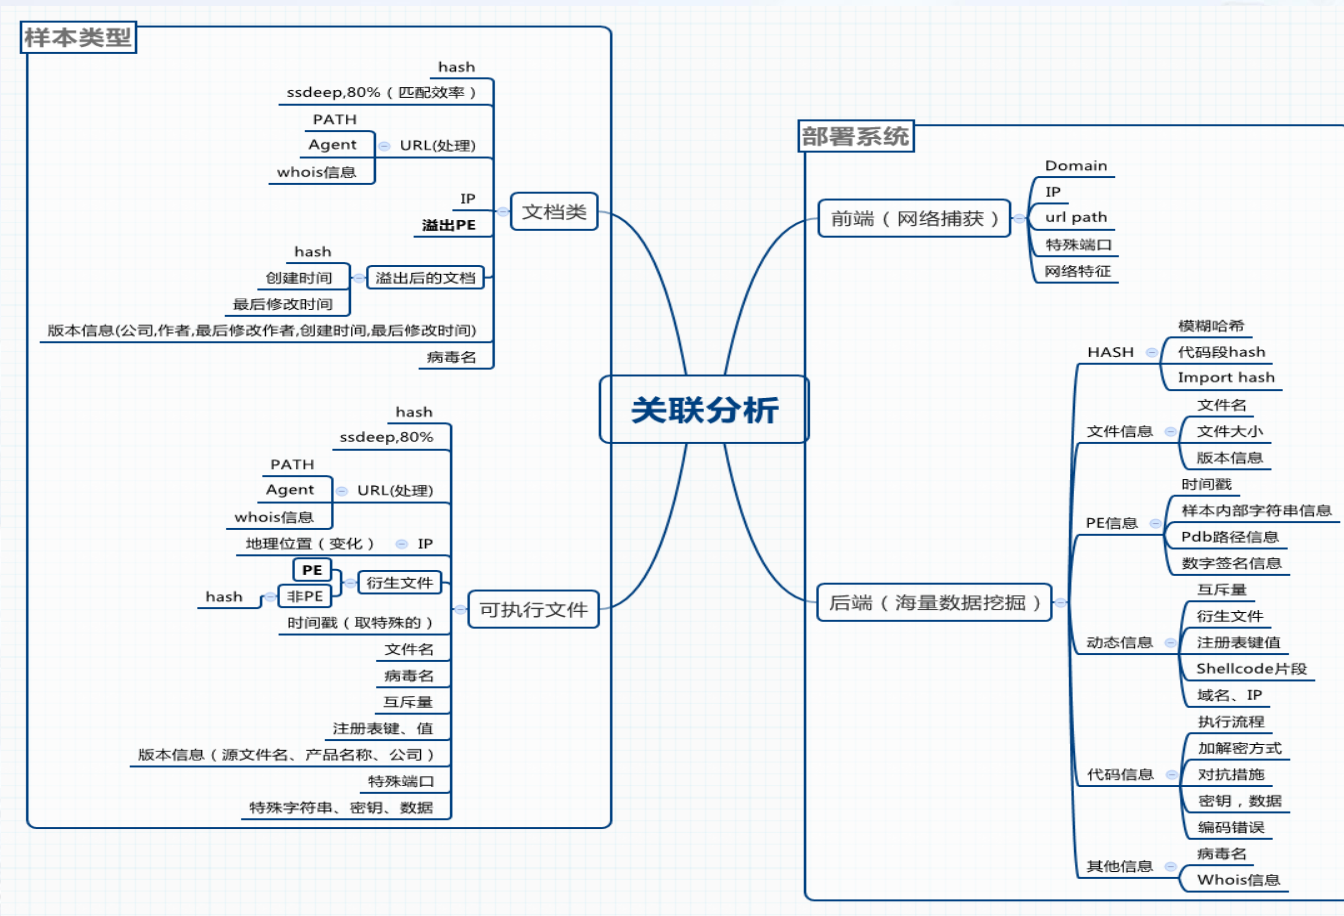 样本类型
hash
ssdeep,80%（匹配效率）
PATH
Agent
URL(处理)
whois信息
IP
溢出PE
文档类
hash
创建时间
溢出后的文档
最后修改时间
版本信息(公司,作者,最后修改作者,创建时间,最后修改时间)
病毒名
hash
ssdeep,80%
PATH
Agent
URL(处理)
whois信息
地理位置（变化）
IP
PE
衍生文件
hash
非PE
时间戳（取特殊的）
可执行文件
文件名
病毒名
互斥量
注册表键、值
版本信息（源文件名、产品名称、公司）
特殊端口
特殊字符串、密钥、数据
关联分析
部署系统
前端（网络捕获）
Domain
IP
url path
特殊端口
网络特征
后端（海量数据挖掘）
HASH
模糊哈希
代码段hash
Import hash
文件信息
文件名
文件大小
版本信息
PE信息
时间戳
样本内部字符串信息
Pdb路径信息
数字签名信息
动态信息
互斥量
衍生文件
注册表键值
Shellcode片段
域名、IP
代码信息
执行流程
加解密方式
对抗措施
密钥，数据
编码错误
其他信息
病毒名
Whois信息